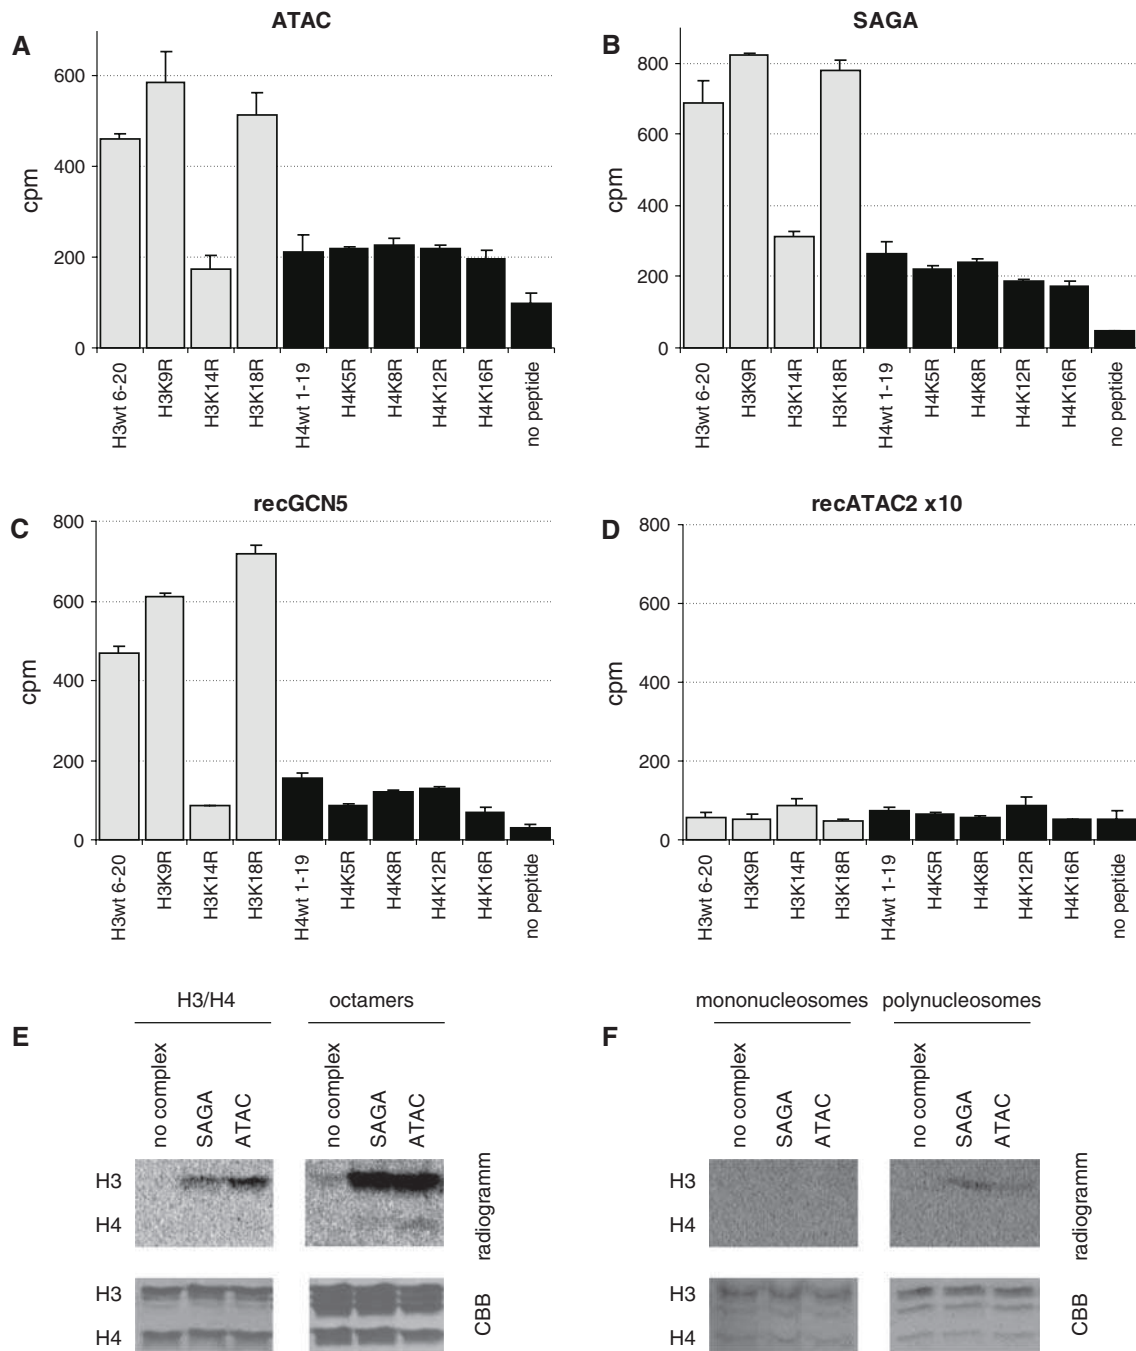 ATAC
A
600
400
200
0
cpm
H3wt 6-20
H3K9R
H3K14R
H3K18R
H4wt 1-19
H4K5R
H4K8R
H4K12R
H4K16R
no peptide
SAGA
B
800
600
400
200
0
cpm
H3wt 6-20
H3K9R
H3K14R
H3K18R
H4wt 1-19
H4K5R
H4K8R
H4K12R
H4K16R
no peptide
recGCN5
C
800
600
400
200
0
cpm
H3wt 6-20
H3K9R
H3K14R
H3K18R
H4wt 1-19
H4K5R
H4K8R
H4K12R
H4K16R
no peptide
recATAC2 x10
D
800
600
400
200
0
cpm
H3wt 6-20
H3K9R
H3K14R
H3K18R
H4wt 1-19
H4K5R
H4K8R
H4K12R
H4K16R
no peptide
E
H3/H4
octamers
no complex
SAGA
ATAC
no complex
SAGA
ATAC
H3
H4
radiogramm
H3
H4
CBB
F
mononucleosomes
polynucleosomes
no complex
SAGA
ATAC
no complex
SAGA
ATAC
H3
H4
radiogramm
H3
H4
CBB